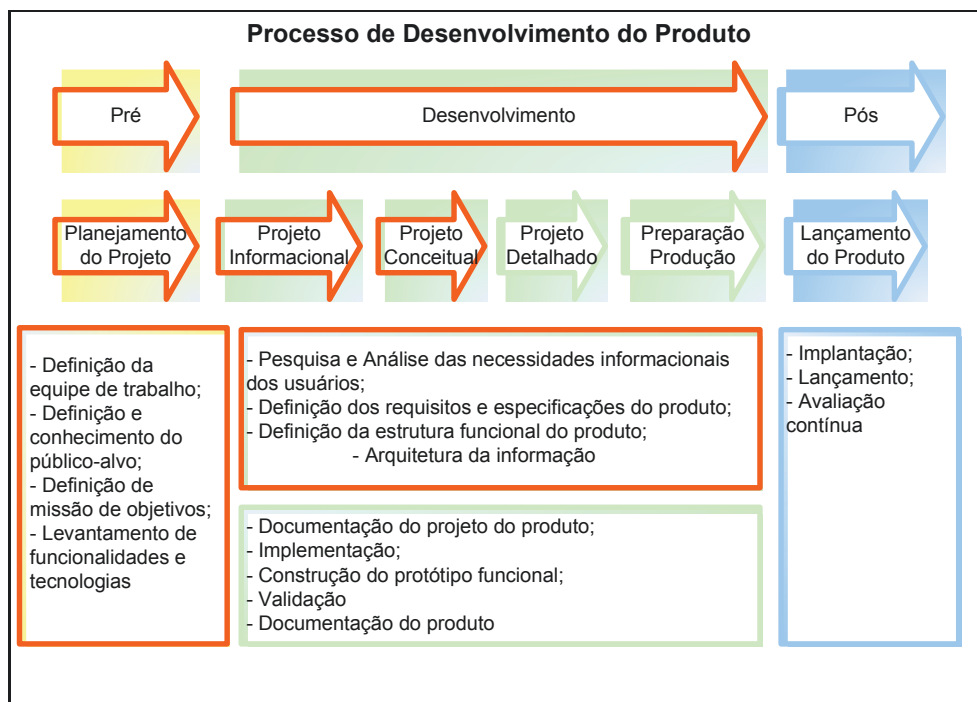 Processo de Desenvolvimento do Produto
Pré
Desenvolvimento
Pós
Planejamento
do Projeto
Projeto
Informacional
Projeto
Conceitual
Projeto
Detalhado
Preparação
Produção
Lançamento
do Produto
- Definição da
equipe de trabalho;
- Definição e
conhecimento do
público-alvo;
- Definição de
missão de objetivos;
- Levantamento de
funcionalidades e
tecnologias
- Pesquisa e Análise das necessidades informacionais
dos usuários;
- Definição dos requisitos e especificações do produto;
- Definição da estrutura funcional do produto;
- Arquitetura da informação
- Documentação do projeto do produto;
- Implementação;
- Construção do protótipo funcional;
- Validação
- Documentação do produto
- Implantação;
- Lançamento;
- Avaliação
contínua